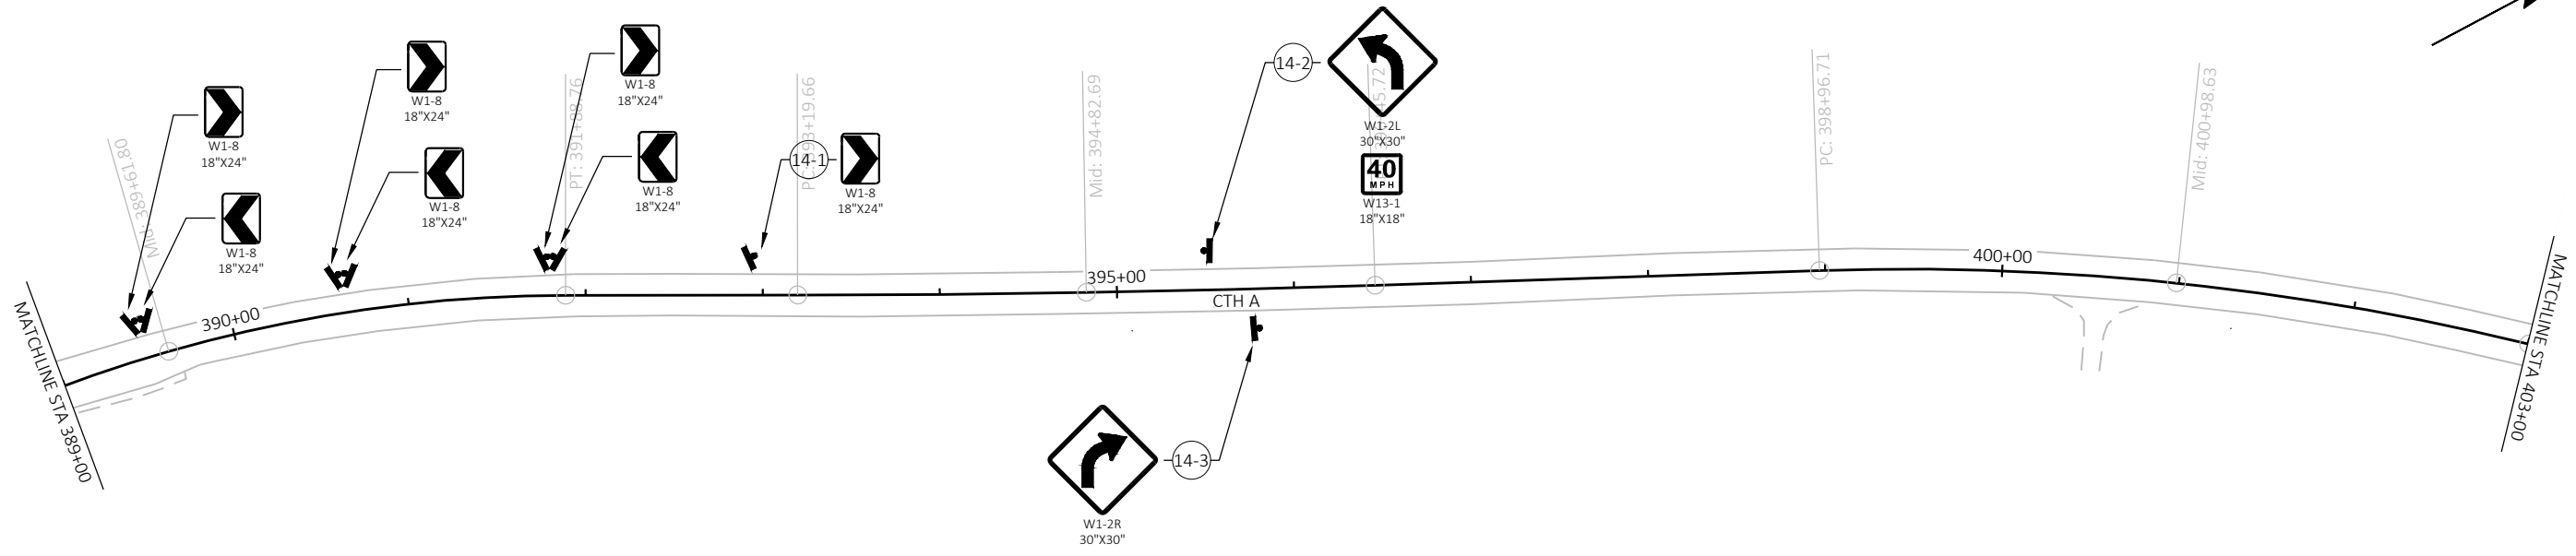 W1-8
18"X24"
W1-8
18"X24"
W1-8
18"X24"
W1-8
18"X24"
W1-8
18"X24"
W1-8
18"X24"
14-1
W1-8
18"X24"
14-2
W1-2L
30"X30"
40
MPH
W13-1
18"X18"
Mid: 389+61.80
PT: 391+88.76
Mid: 394+82.69
PC: 398+96.71
Mid: 400+98.63
390+00
395+00
400+00
CTH A
MATCHLINE STA 389+00
MATCHLINE STA 403+00
14-3
W1-2R
30"X30"